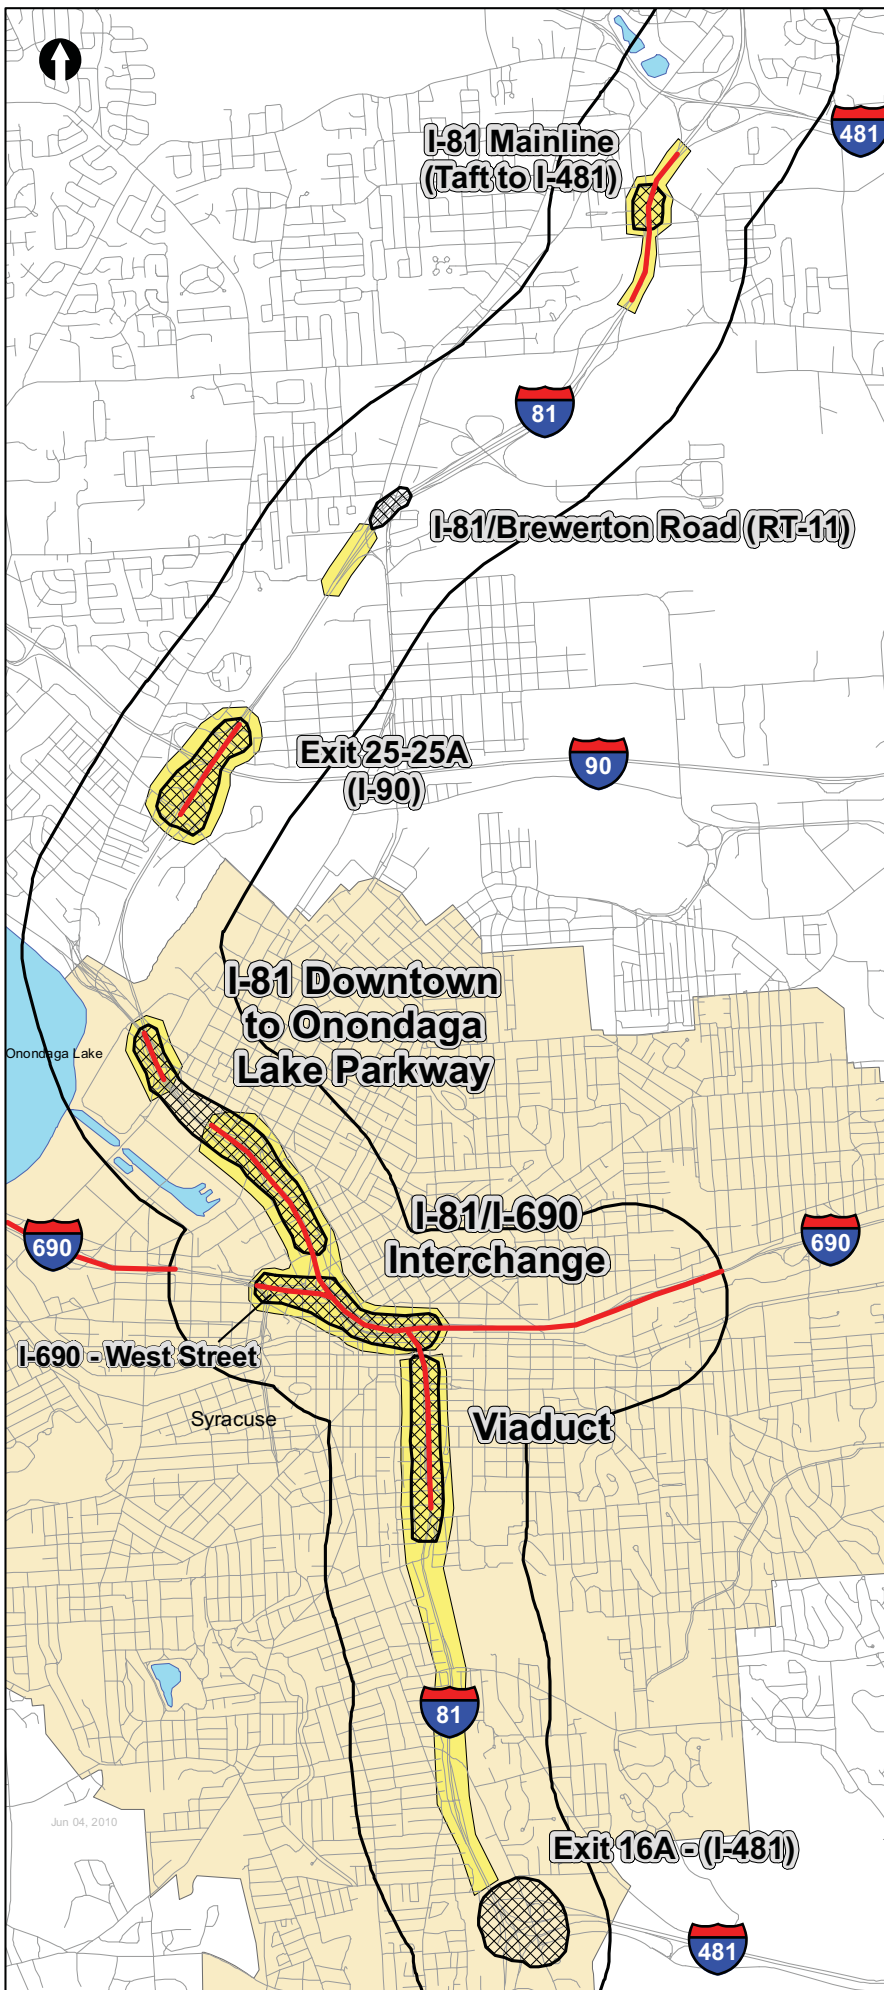 I-81 Mainline
(Taft to I-481)
481
81
I-81/Brewerton Road (RT-11)
Exit 25-25A
(I-90)
90
I-81 Downtown
to Onondaga
Lake Parkway
Onondaga Lake
I-81/I-690
Interchange
690
690
I-690 - West Street
Syracuse
Viaduct
81
Jun 04, 2010
Exit 16A - (I-481)
481